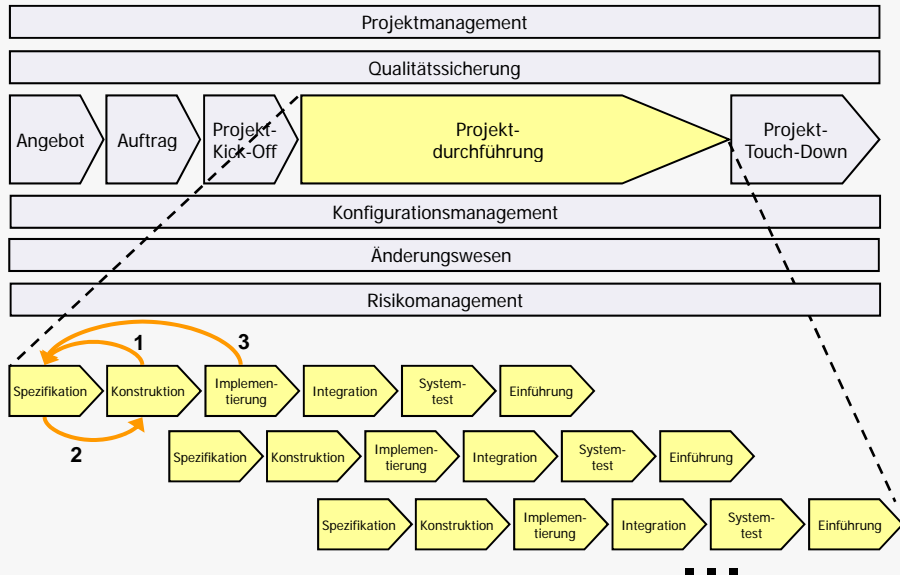 Projektmanagement
Qualitätssicherung
Angebot
Auftrag
Projekt-
Kick-Off
Projekt-
durchführung
Projekt-
Touch-Down
Konfigurationsmanagement
Änderungswesen
Risikomanagement
1
3
Spezifikation
Konstruktion
Implemen-
tierung
Integration
System-
test
Einführung
2
Spezifikation
Konstruktion
Implemen-
tierung
Integration
System-
test
Einführung
Spezifikation
Konstruktion
Implemen-
tierung
Integration
System-
test
Einführung
...